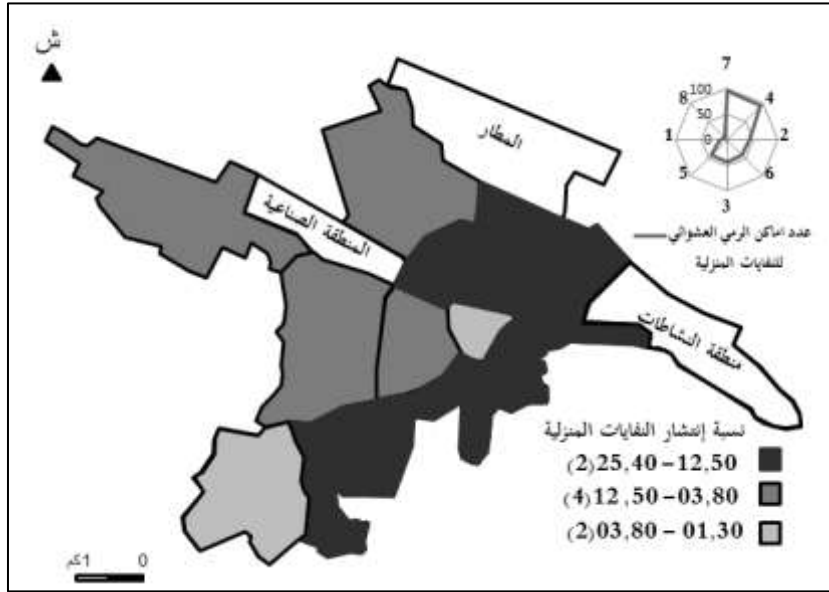 ش
7
8
4
1
2
5
6
3
100
50
0
عدد اماكن الرمي العشوائي
للنفايات المنزلية
المطار
المنطقة الصناعية
منطقة النشاطات
نسبة إنتشار النفايات المنزلية
25,40–12,50(2)
12,50–03,80(4)
03,80 – 01,30(2)
0 1كم